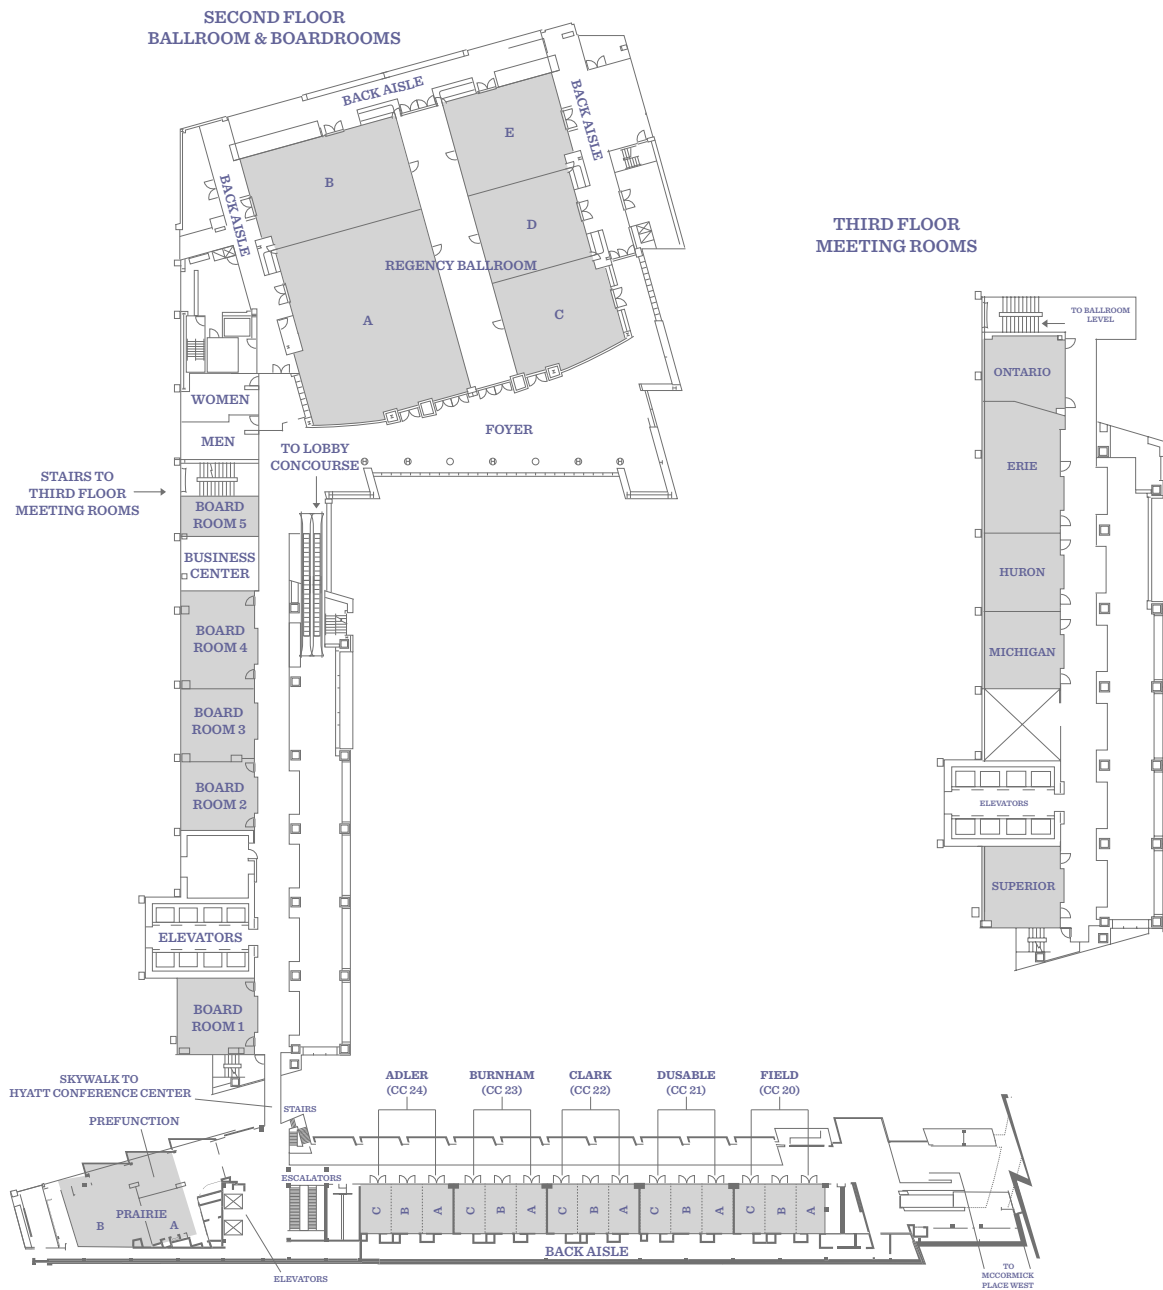 SECOND FLOOR
BALLROOM & BOARDROOMS
BACK AISLE
BACK AISLE
BACK AISLE
E
B
D
REGENCY BALLROOM
C
A
WOMEN
MEN
FOYER
TO LOBBY
CONCOURSE
STAIRS TO
THIRD FLOOR
MEETING ROOMS
BOARD
ROOM 5
BUSINESS
CENTER
BOARD
ROOM 4
BOARD
ROOM 3
BOARD
ROOM 2
ELEVATORS
BOARD
ROOM 1
THIRD FLOOR
MEETING ROOMS
TO BALLROOM
LEVEL
ONTARIO
ERIE
HURON
MICHIGAN
ELEVATORS
SUPERIOR
SKYWALK TO
HYATT CONFERENCE CENTER
PREFUNCTION
STAIRS
ESCALATORS
PRAIRIE
B
A
ELEVATORS
ADLER
(CC 24)
BURNHAM
(CC 23)
CLARK
(CC 22)
DUSABLE
(CC 21)
FIELD
(CC 20)
C B A C B A C B A C B A C B A
BACK AISLE
TO
MCCORMICK
PLACE WEST